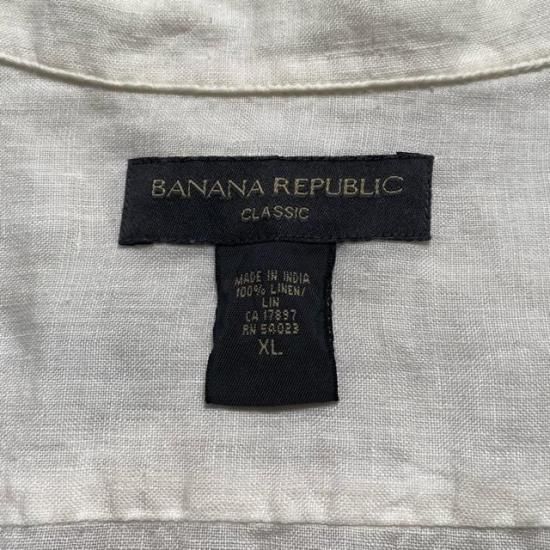 BANANA REPUBLIC
CLASSIC
MADE IN INDIA
100% LINEN/
LIN
CA 17897
RN 54023
XL